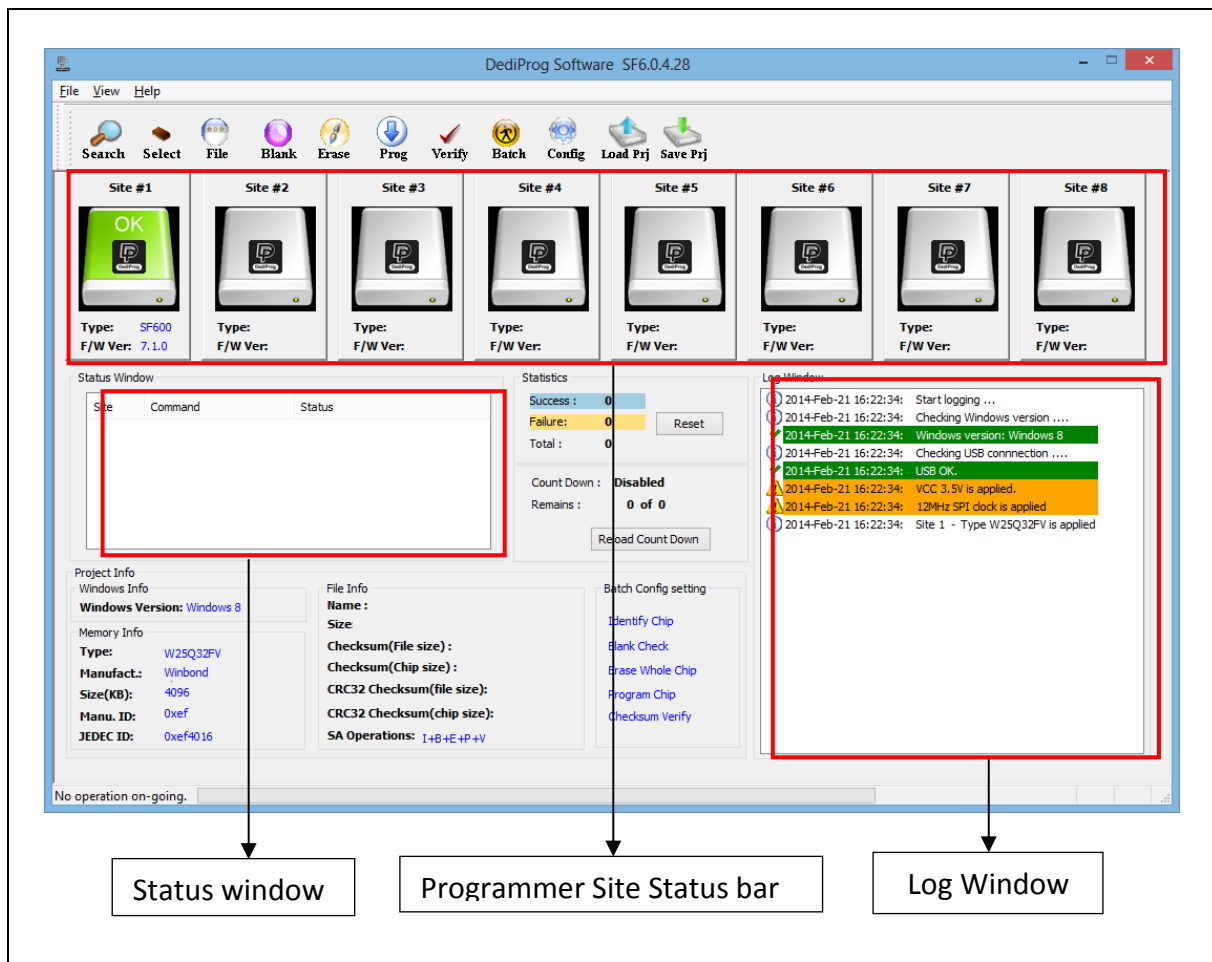 DediProg Software SF6.0.4.28
File View Help
Search Select File Blank Erase Prog Verify Batch Config Load Prj Save Prj
Site #1 Site #2 Site #3 Site #4 Site #5 Site #6 Site #7 Site #8
OK
DediProg DediProg DediProg DediProg DediProg DediProg DediProg DediProg
Type: SF600 Type: Type: Type: Type: Type: Type: Type:
F/W Ver: 7.1.0 F/W Ver: F/W Ver: F/W Ver: F/W Ver: F/W Ver: F/W Ver: F/W Ver:
Status Window
Site Command Status
Statistics
Success : 0
Failure: 0
Reset
Total : 0
Count Down : Disabled
Remains : 0 of 0
Reload Count Down
Log Window
2014-Feb-21 16:22:34: Start logging ...
2014-Feb-21 16:22:34: Checking Windows version ....
2014-Feb-21 16:22:34: Windows version: Windows 8
2014-Feb-21 16:22:34: Checking USB connnection ....
2014-Feb-21 16:22:34: USB OK.
2014-Feb-21 16:22:34: VCC 3.5V is applied.
2014-Feb-21 16:22:34: 12MHz SPI clock is applied
2014-Feb-21 16:22:34: Site 1 - Type W25Q32FV is applied
Project Info
Windows Info
Windows Version: Windows 8
Memory Info
Type: W25Q32FV
Manufact.: Winbond
Size(KB): 4096
Manu. ID: 0xef
JEDEC ID: 0xef4016
File Info
Name :
Size:
Checksum(File size) :
Checksum(Chip size) :
CRC32 Checksum(file size):
CRC32 Checksum(chip size):
SA Operations: I+B+E+P+V
Batch Config setting
Identify Chip
Blank Check
Erase Whole Chip
Program Chip
Checksum Verify
No operation on-going.
Status window
Programmer Site Status bar
Log Window